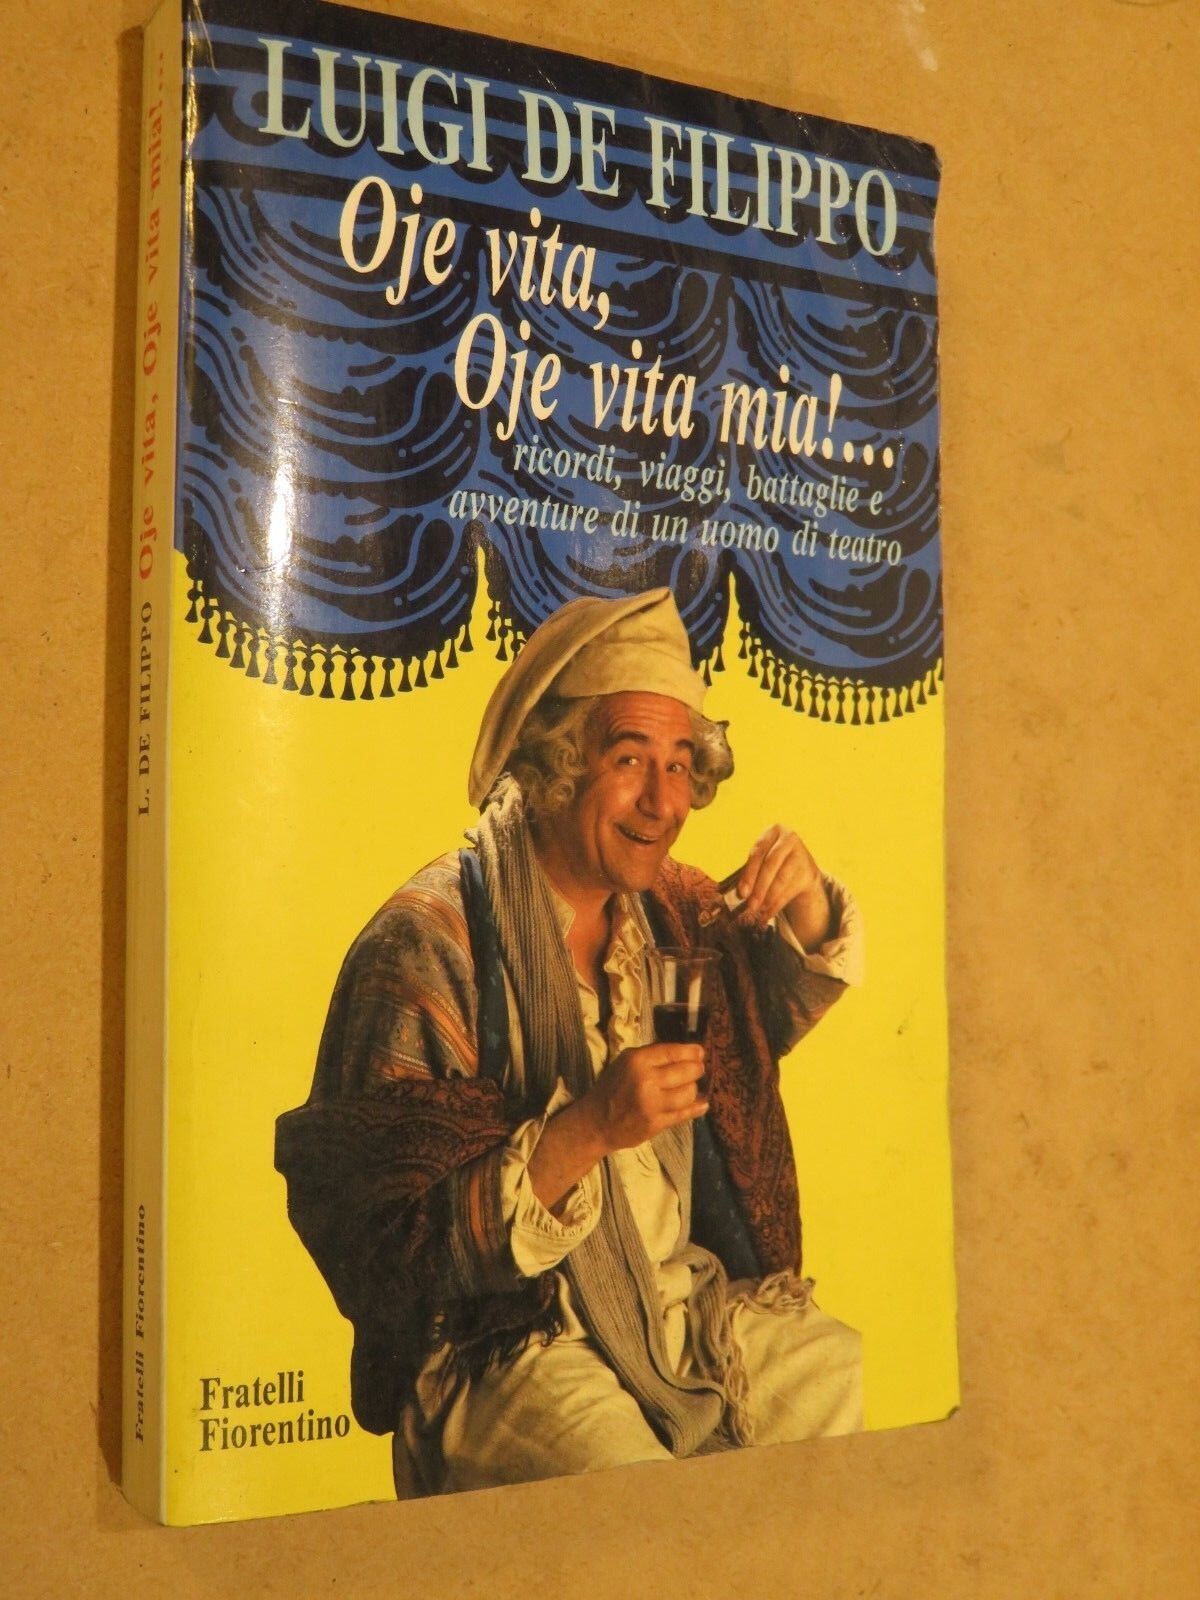 LUIGI DE FILIPPO
Oje vita,
Oje vita mia!...
ricordi, viaggi, battaglie e
avventure di un uomo di teatro
Fratelli
Fiorentino
L. DE FILIPPO Oje vita, Oje vita mia!...
Fratelli Fiorentino